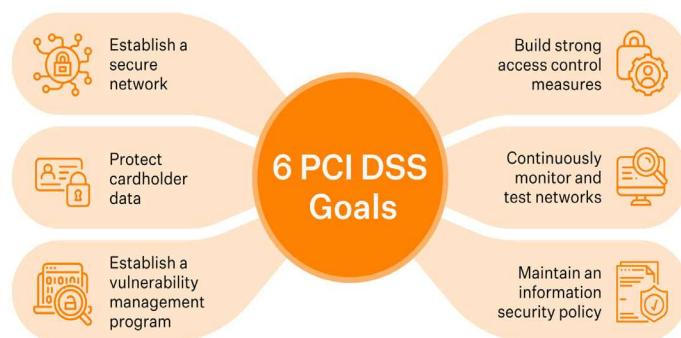 Establish a
secure
network
Protect
cardholder
data
Establish a
vulnerability
management
program
6 PCI DSS
Goals
Build strong
access control
measures
Continuously
monitor and
test networks
Maintain an
information
security policy